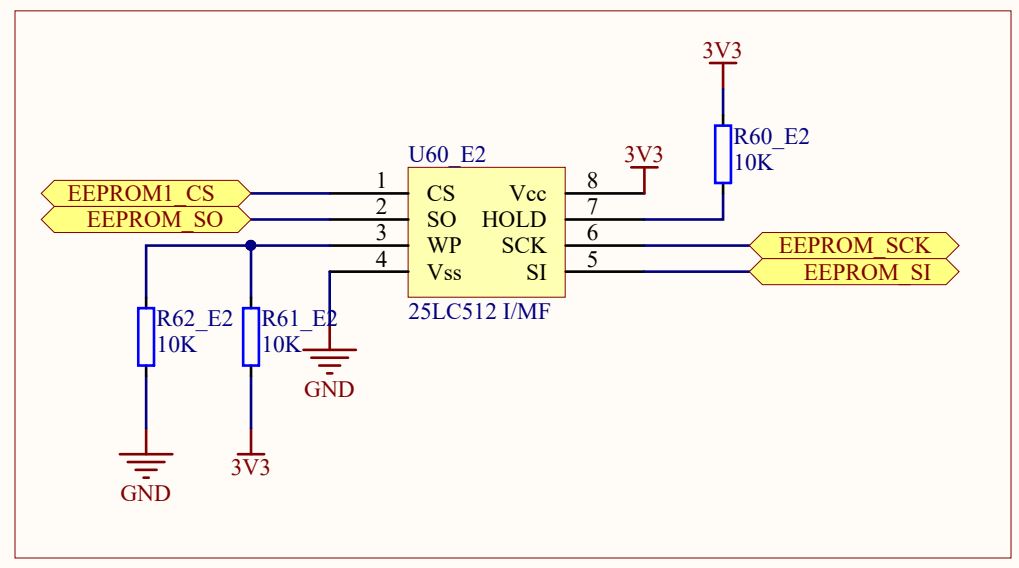 3V3
R60_E2
10K
U60_E2
3V3
EEPROM1_CS 1 CS Vcc 8
EEPROM_SO 2 SO HOLD 7
3 WP SCK 6 EEPROM_SCK
4 Vss SI 5 EEPROM_SI
25LC512 I/MF
R62_E2 R61_E2
10K 10K
GND
3V3
GND